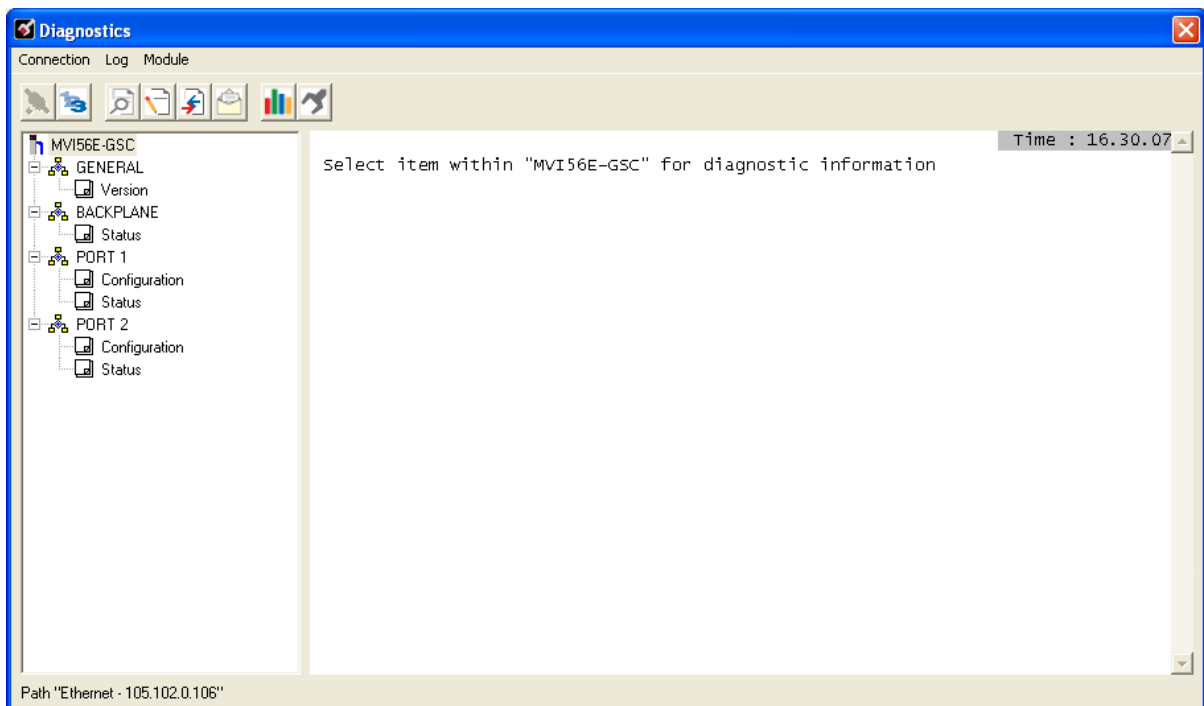 Diagnostics
Connection Log Module
MVI56E-GSC
GENERAL
Version
BACKPLANE
Status
PORT 1
Configuration
Status
PORT 2
Configuration
Status
Time : 16.30.07
Select item within "MVI56E-GSC" for diagnostic information
Path "Ethernet - 105.102.0.106"